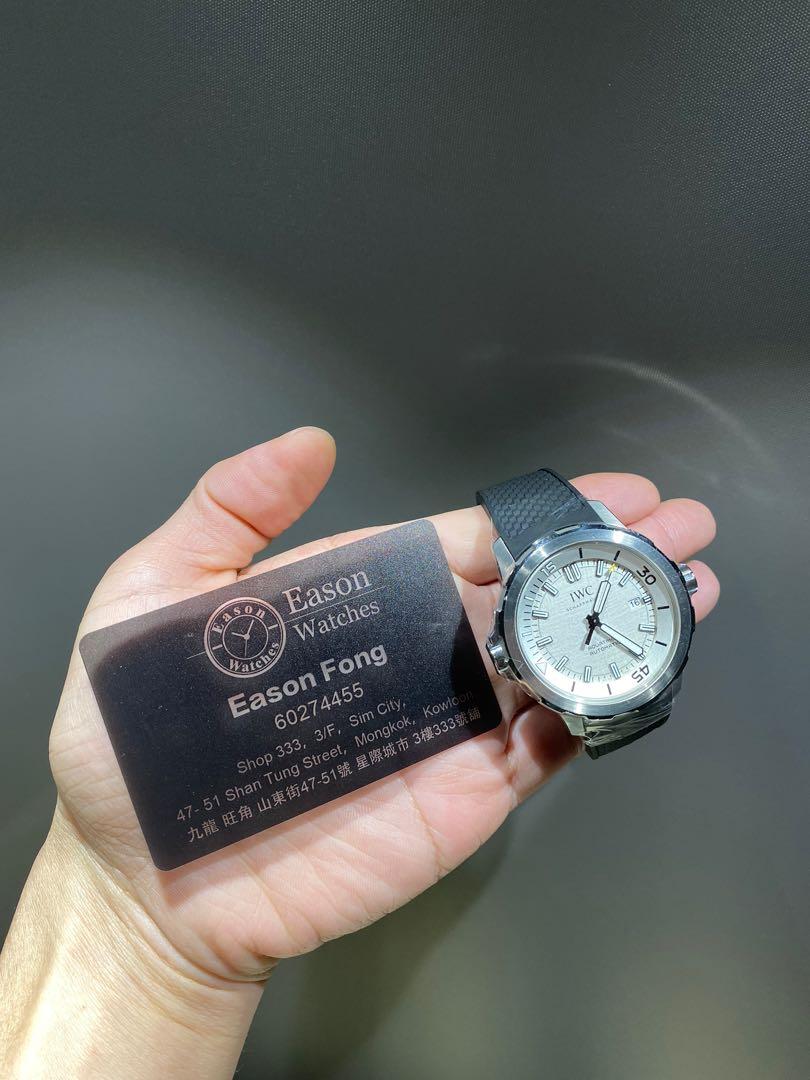 Eason
Watches
Eason
Watches
Eason Fong
60274455
Shop 333, 3/F, Sim City,
47- 51 Shan Tung Street, Mongkok, Kowloon
九龍 旺角 山東街47-51號 星際城市 3樓333號舖
IWC
AUTOMATIC
15
30
45
16